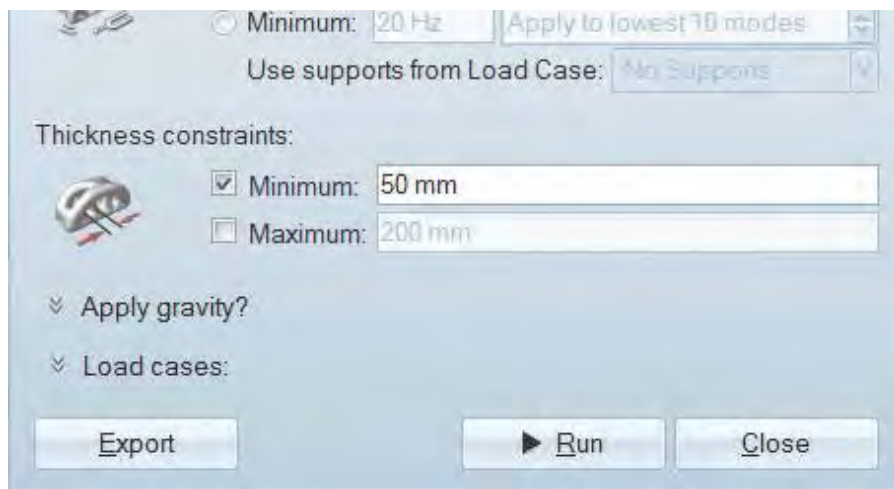 Minimum: 20 Hz Apply to lowest 10 modes
Use supports from Load Case: No Supports
Thickness constraints:
Minimum: 50 mm
Maximum: 200 mm
Apply gravity?
Load cases:
Export Run Close